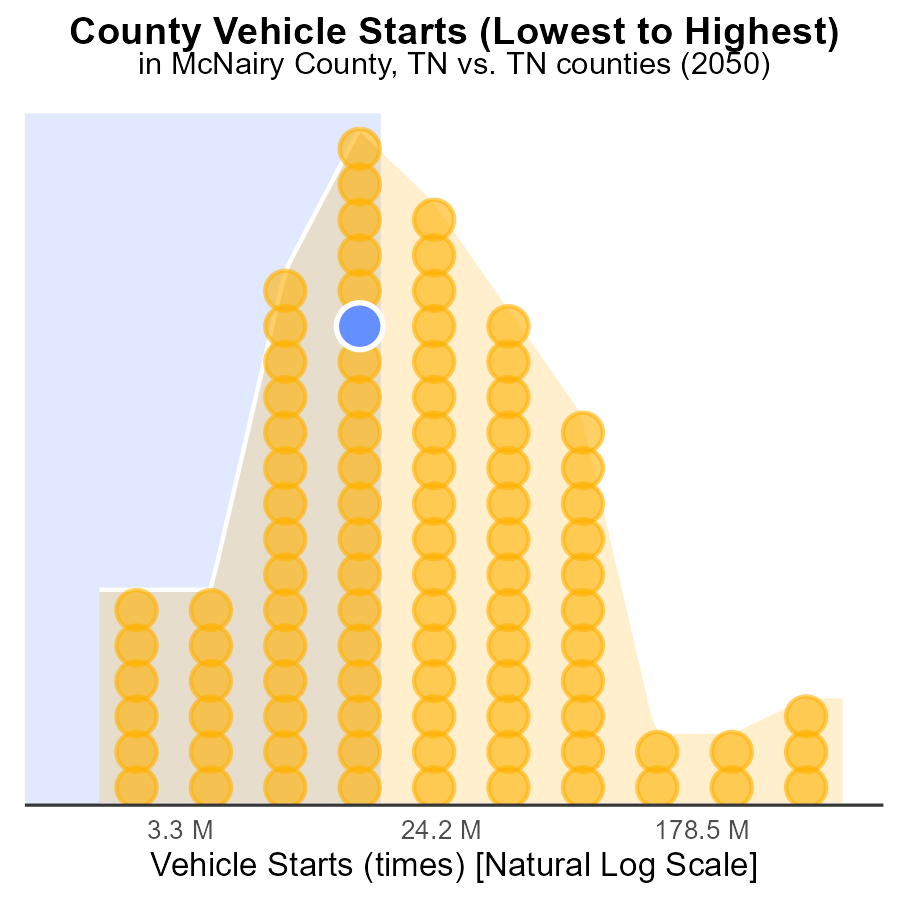 County Vehicle Starts (Lowest to Highest)
in McNairy County, TN vs. TN counties (2050)
3.3 M 24.2 M 178.5 M
Vehicle Starts (times) [Natural Log Scale]